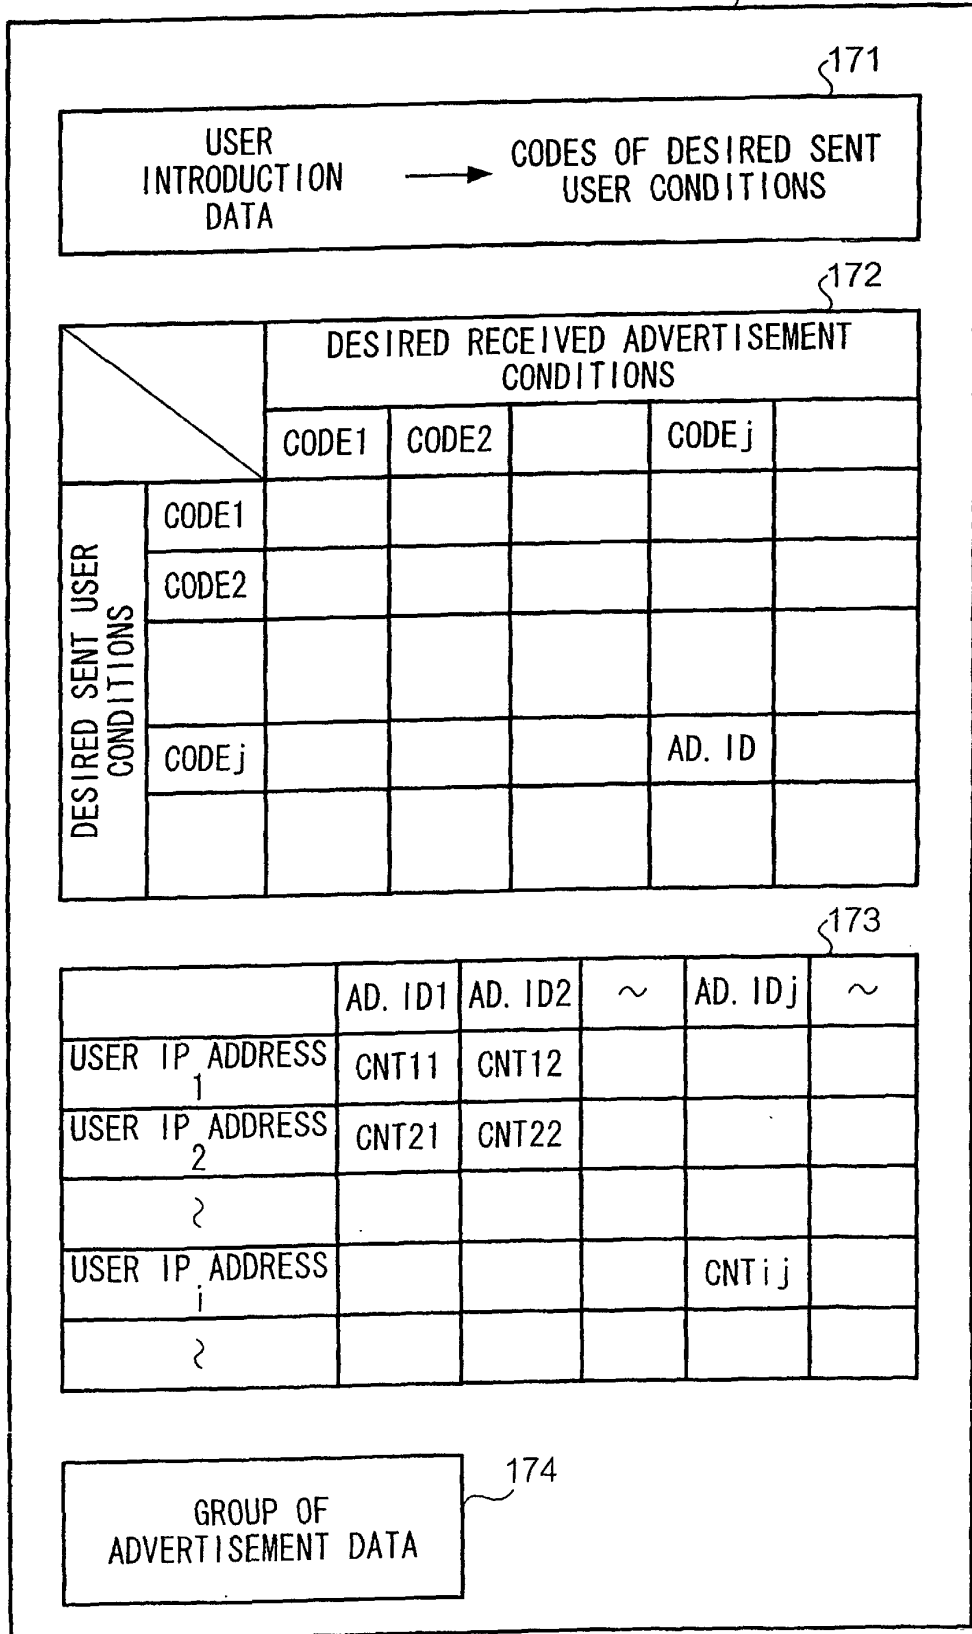 171
USER
INTRODUCTION
DATA
CODES OF DESIRED SENT
USER CONDITIONS
172
DESIRED RECEIVED ADVERTISEMENT
CONDITIONS
CODE1 CODE2 CODEj
DESIRED SENT USER
CONDITIONS
CODE1
CODE2
CODEj AD. ID
173
AD. ID1 AD. ID2 ~ AD. IDj ~
USER IP ADDRESS
1
CNT11 CNT12
USER IP ADDRESS
2
CNT21 CNT22
~
USER IP ADDRESS
i
CNTij
~
174
GROUP OF
ADVERTISEMENT DATA